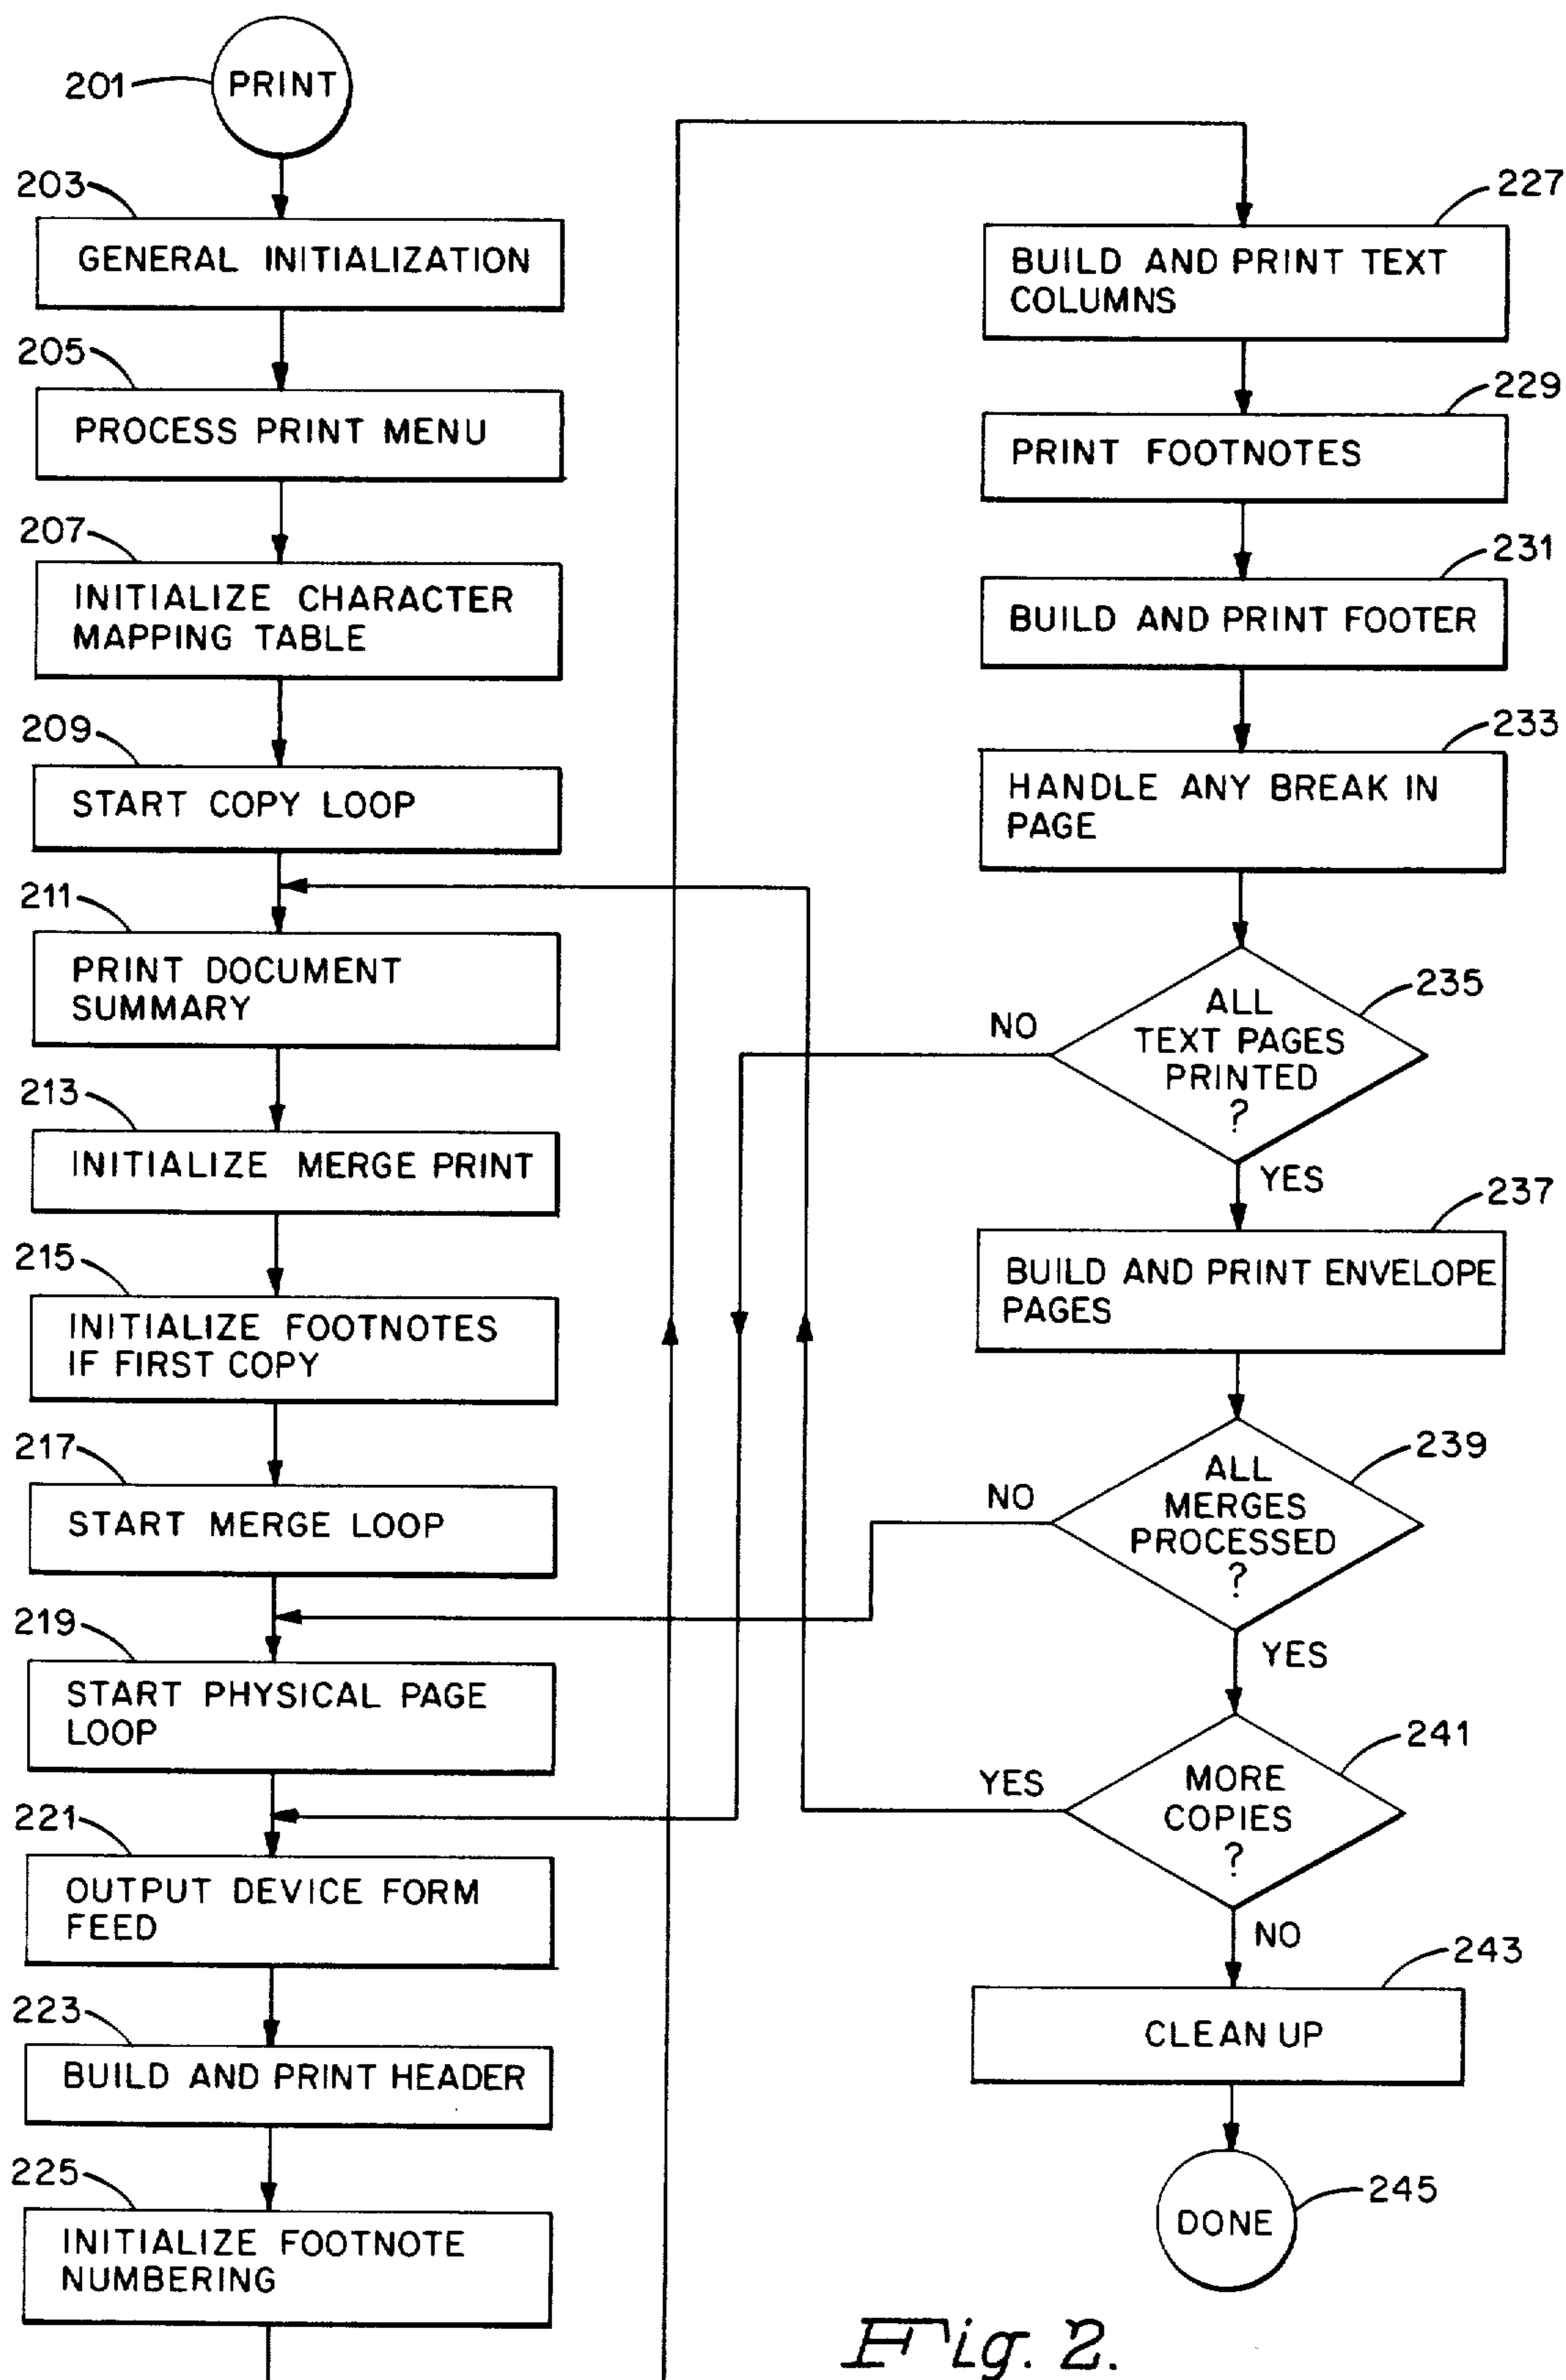 201
PRINT
203
GENERAL INITIALIZATION
205
PROCESS PRINT MENU
207
INITIALIZE CHARACTER
MAPPING TABLE
209
START COPY LOOP
211
PRINT DOCUMENT
SUMMARY
213
INITIALIZE MERGE PRINT
215
INITIALIZE FOOTNOTES
IF FIRST COPY
217
START MERGE LOOP
219
START PHYSICAL PAGE
LOOP
221
OUTPUT DEVICE FORM
FEED
223
BUILD AND PRINT HEADER
225
INITIALIZE FOOTNOTE
NUMBERING
227
BUILD AND PRINT TEXT
COLUMNS
229
PRINT FOOTNOTES
231
BUILD AND PRINT FOOTER
233
HANDLE ANY BREAK IN
PAGE
235
ALL
TEXT PAGES
PRINTED
?
NO
YES
237
BUILD AND PRINT ENVELOPE
PAGES
239
ALL
MERGES
PROCESSED
?
NO
YES
241
MORE
COPIES
?
YES
NO
243
CLEAN UP
DONE
245
Fig. 2.